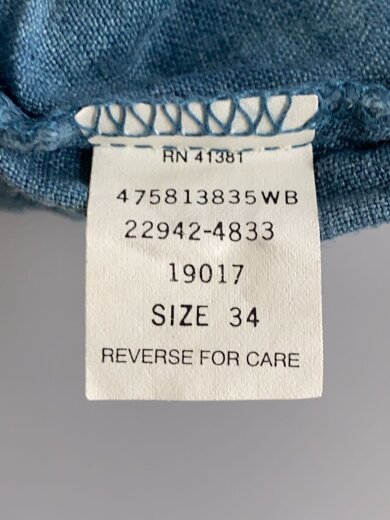 RN 41381
475813835WB
22942-4833
19017
SIZE 34
REVERSE FOR CARE